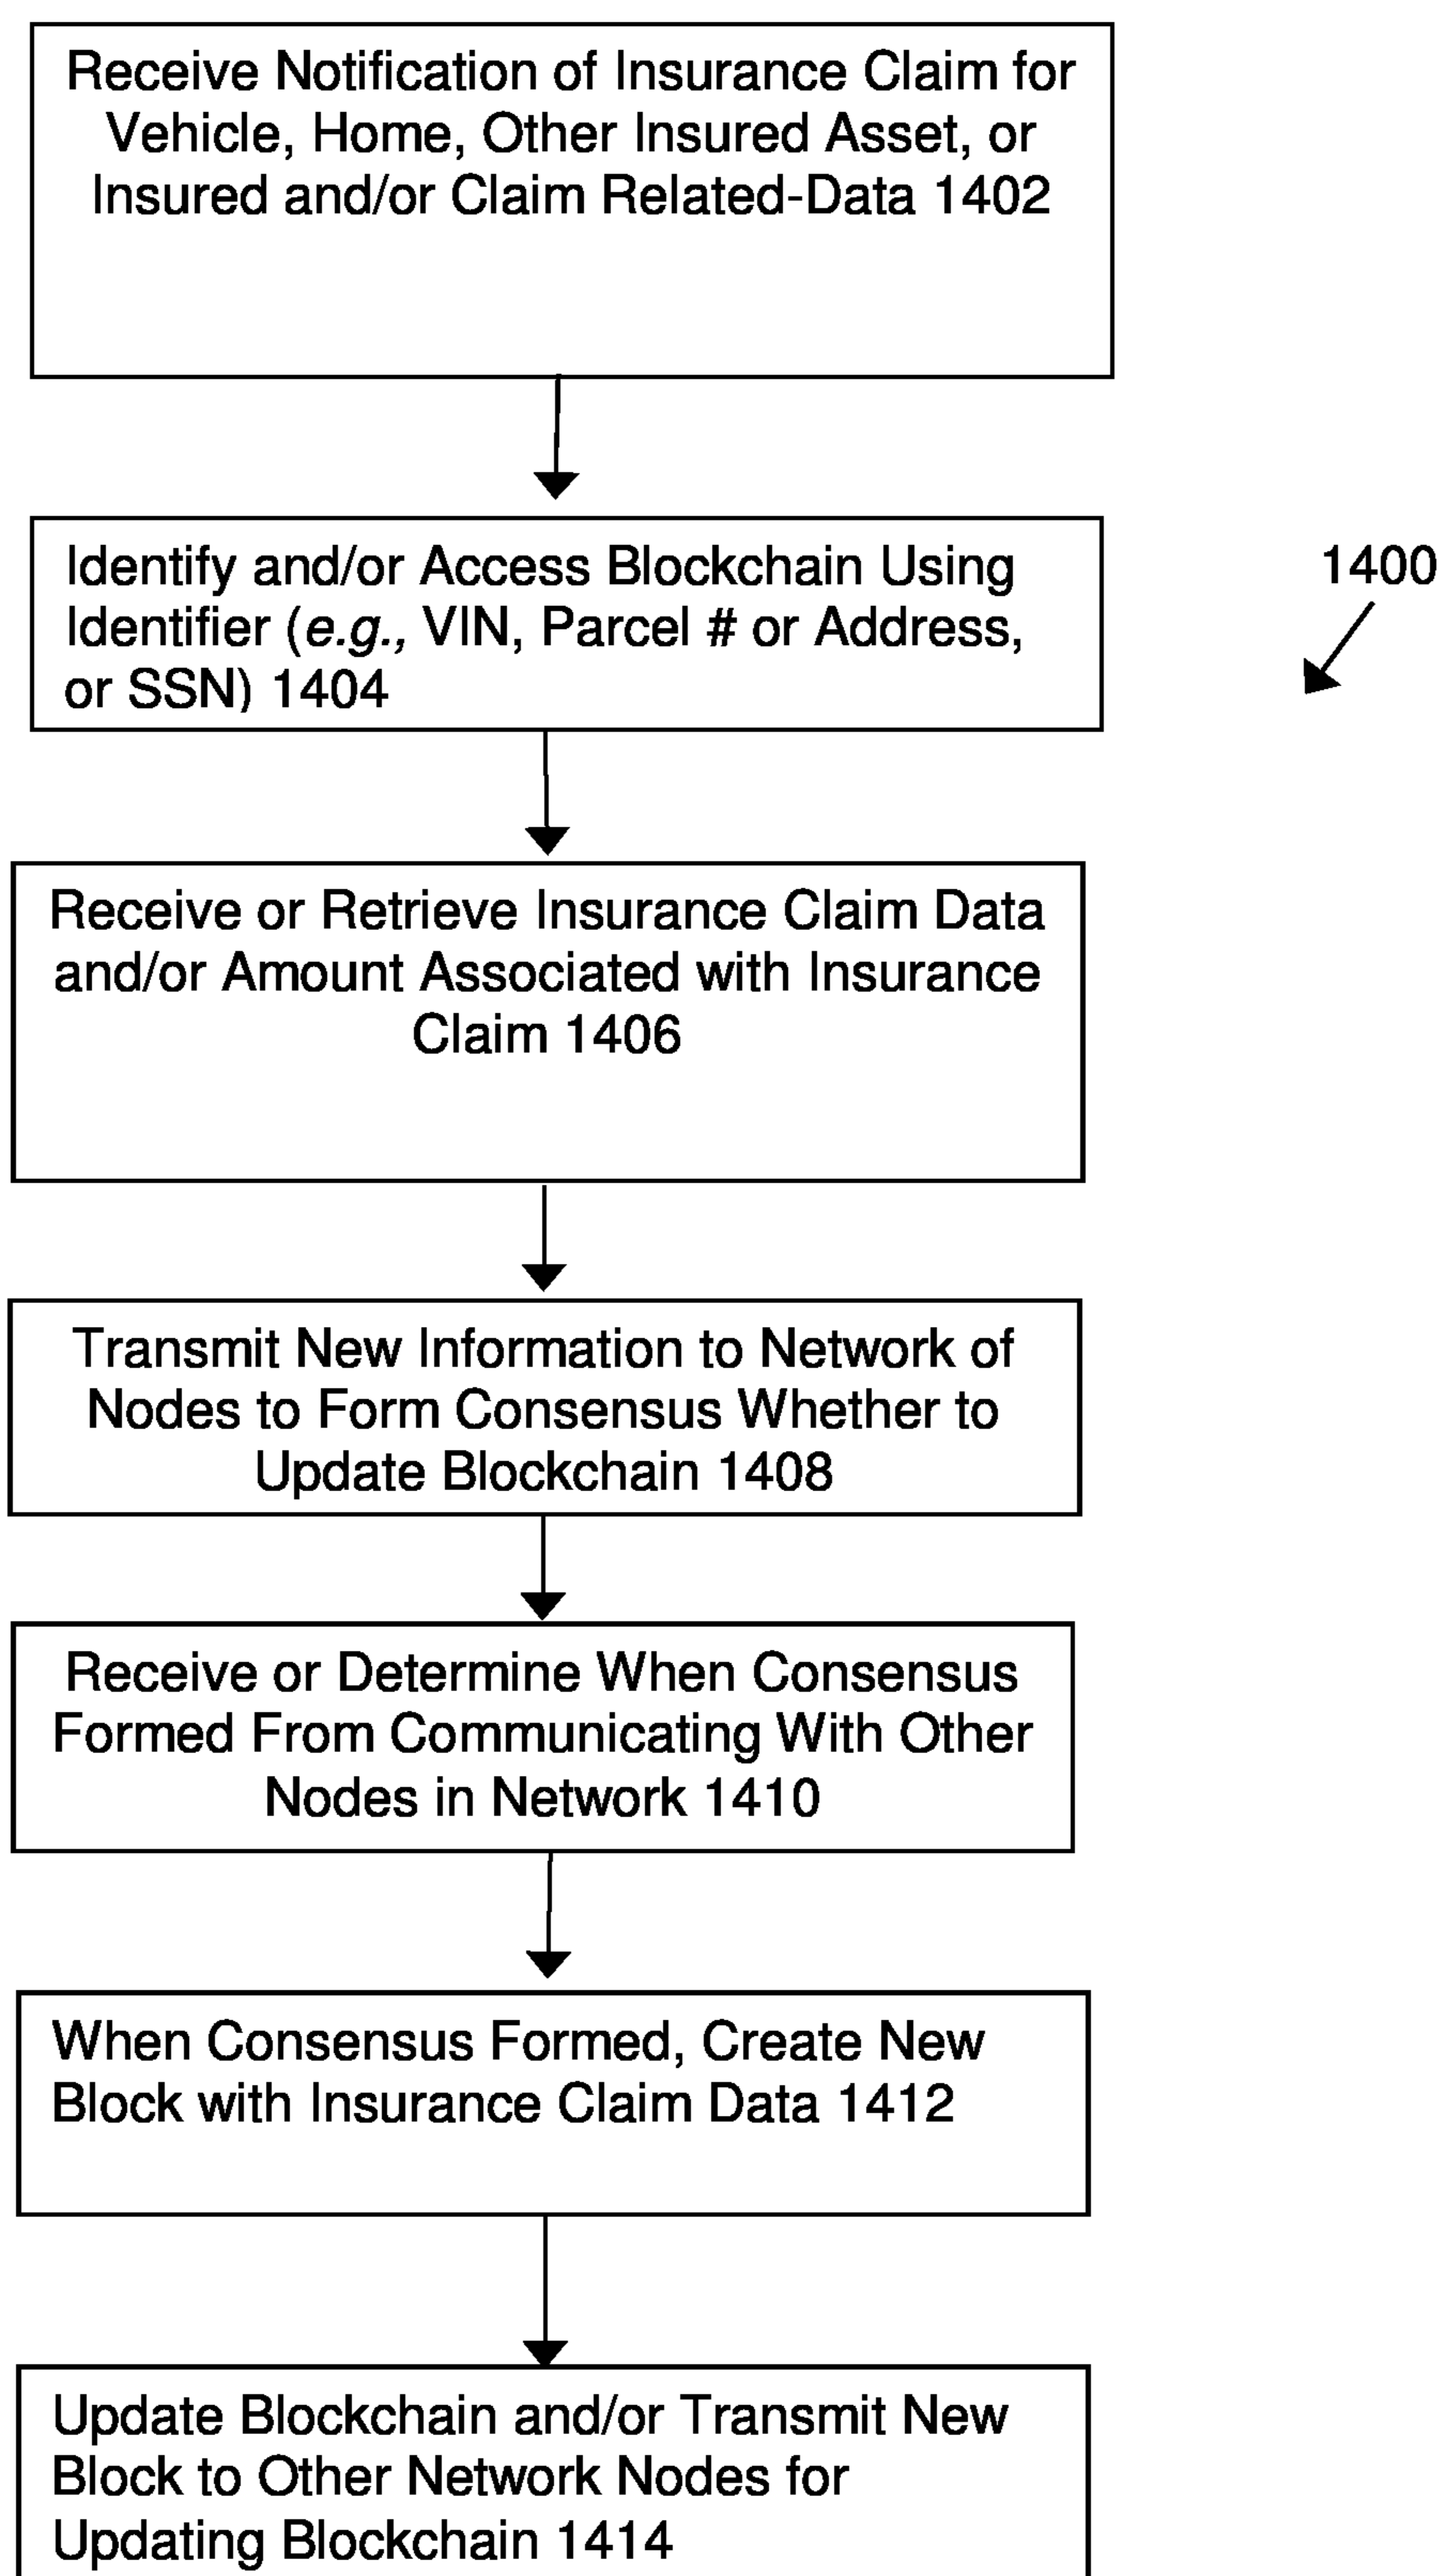 Receive Notification of Insurance Claim for
Vehicle, Home, Other Insured Asset, or
Insured and/or Claim Related-Data 1402
Identify and/or Access Blockchain Using
Identifier (e.g., VIN, Parcel # or Address,
or SSN) 1404
1400
Receive or Retrieve Insurance Claim Data
and/or Amount Associated with Insurance
Claim 1406
Transmit New Information to Network of
Nodes to Form Consensus Whether to
Update Blockchain 1408
Receive or Determine When Consensus
Formed From Communicating With Other
Nodes in Network 1410
When Consensus Formed, Create New
Block with Insurance Claim Data 1412
Update Blockchain and/or Transmit New
Block to Other Network Nodes for
Updating Blockchain 1414